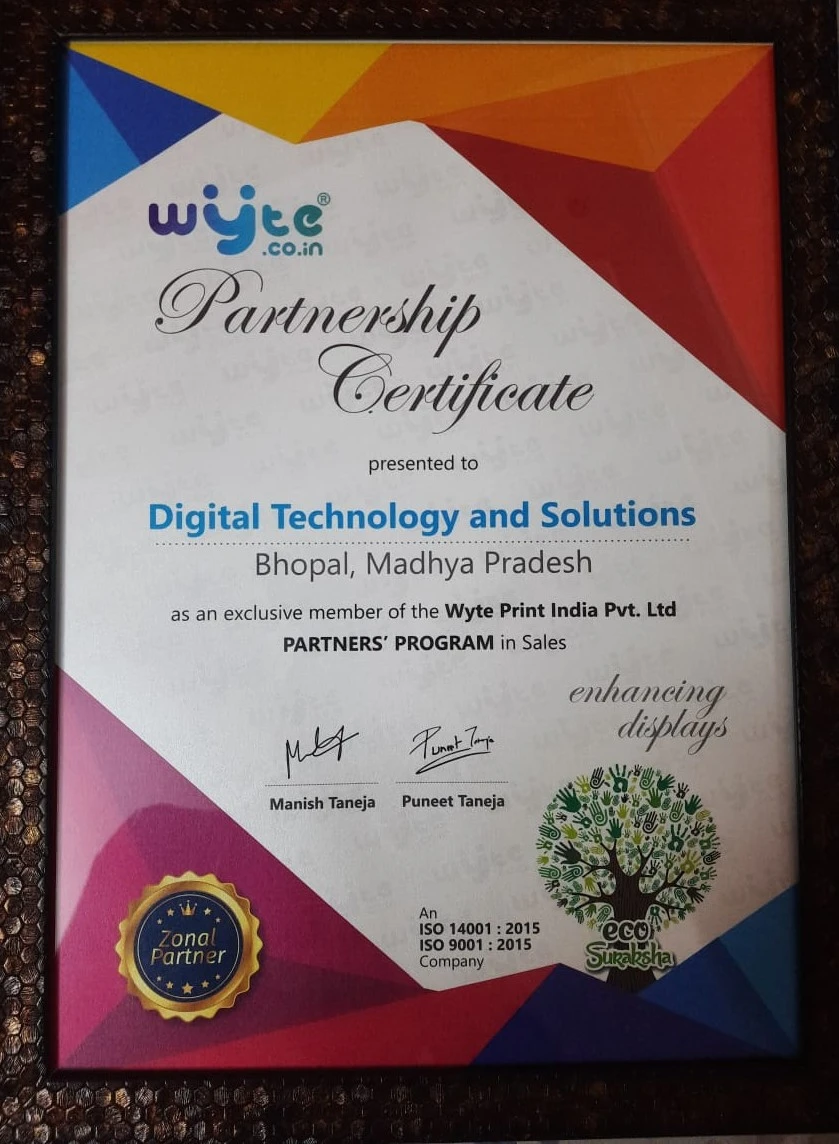 wyte®
.co.in
Partnership
Certificate
presented to
Digital Technology and Solutions
Bhopal, Madhya Pradesh
as an exclusive member of the Wyte Print India Pvt. Ltd
PARTNERS' PROGRAM in Sales
enhancing
displays
Puneet Taneja
Manish Taneja
Puneet Taneja
Zonal
Partner
An
ISO 14001 : 2015
ISO 9001 : 2015
Company
eco
Suraksha